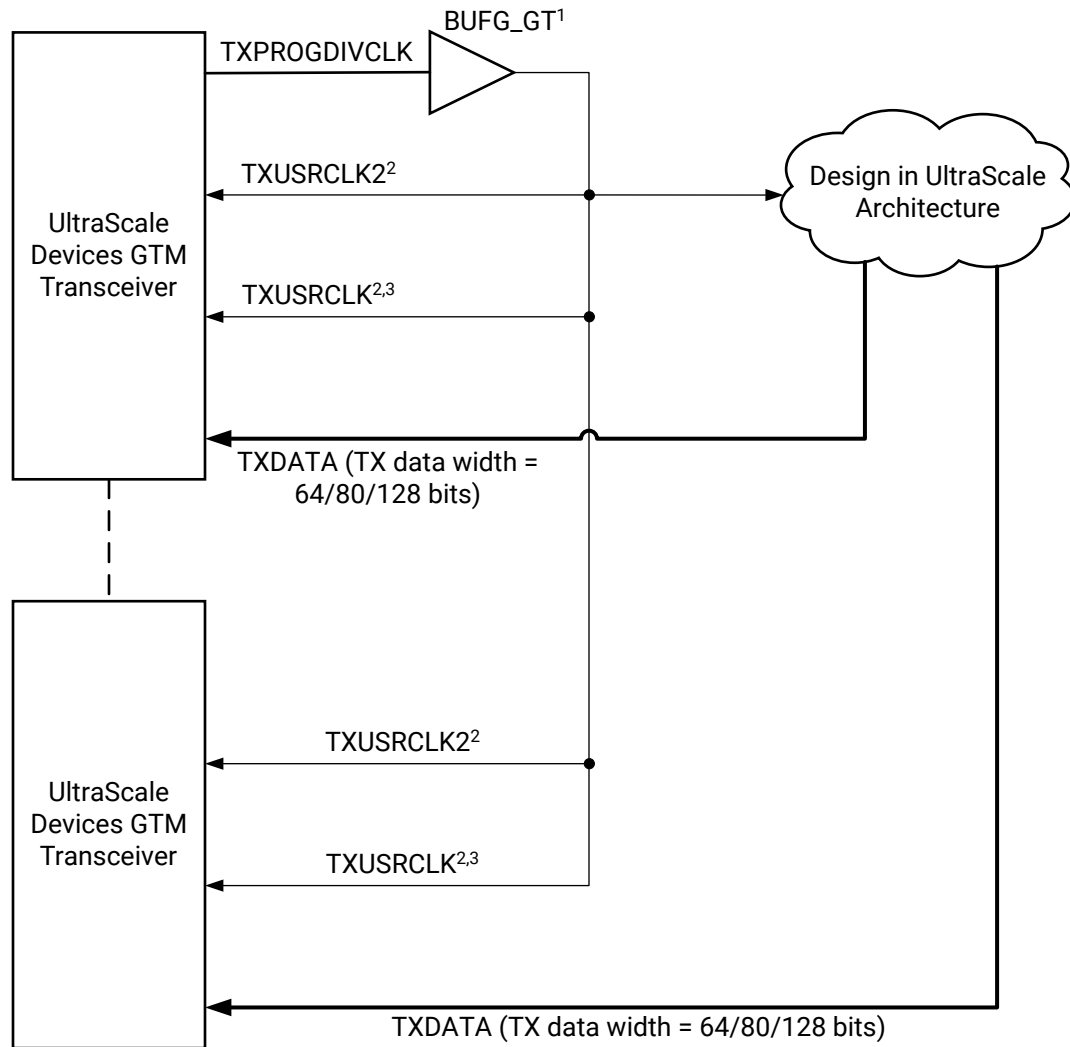 BUFG_GT¹
TXPROGDIVCLK
TXUSRCLK2²
Design in UltraScale
Architecture
UltraScale
Devices GTM
Transceiver
TXUSRCLK²,³
TXDATA (TX data width =
64/80/128 bits)
TXUSRCLK2²
UltraScale
Devices GTM
Transceiver
TXUSRCLK²,³
TXDATA (TX data width = 64/80/128 bits)